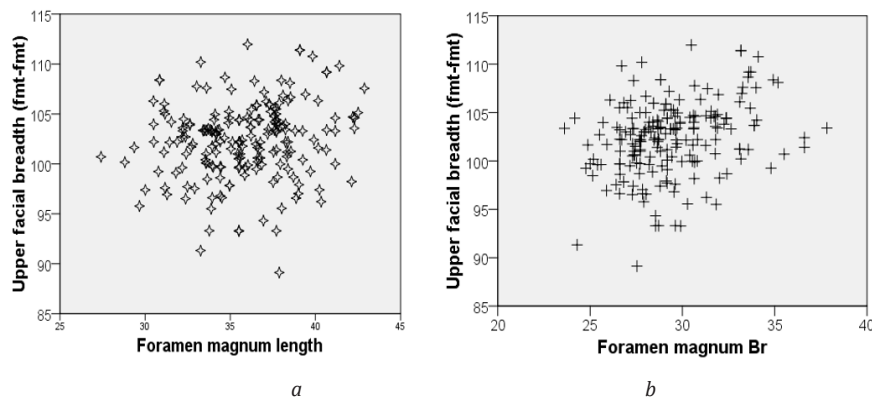 115
110
105
100
95
90
85
Upper facial breadth (fmt-fmt)
25 30 35 40 45
Foramen magnum length
a
115
110
105
100
95
90
85
Upper facial breadth (fmt-fmt)
20 25 30 35 40
Foramen magnum Br
b